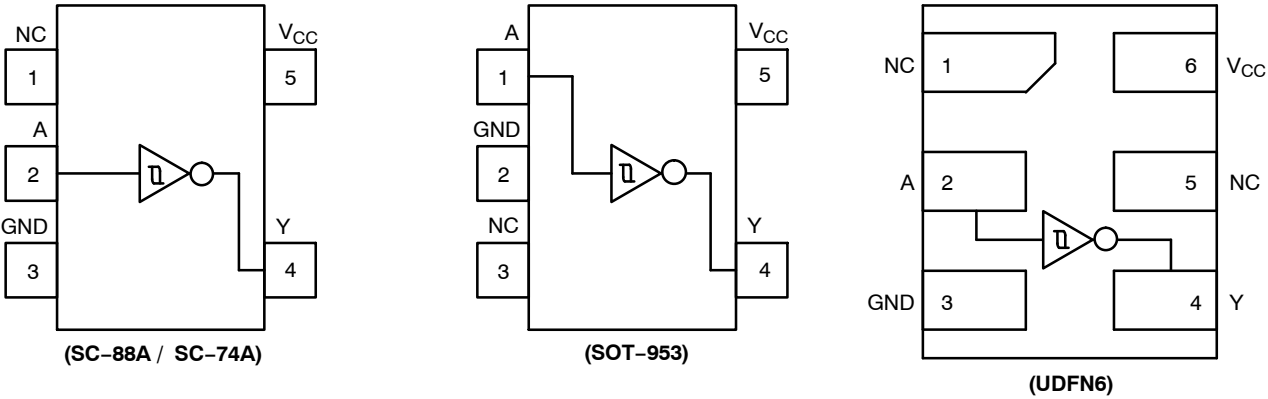 NC
1
A
2
GND
3
VCC
5
Y
4
(SC−88A / SC−74A)
A
1
GND
2
NC
3
VCC
5
Y
4
(SOT−953)
NC 1
6 VCC
A 2
5 NC
GND 3
4 Y
(UDFN6)